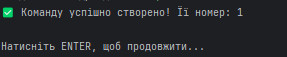 ✅ Команду успішно створено! Її номер: 1
Натисніть ENTER, щоб продовжити...